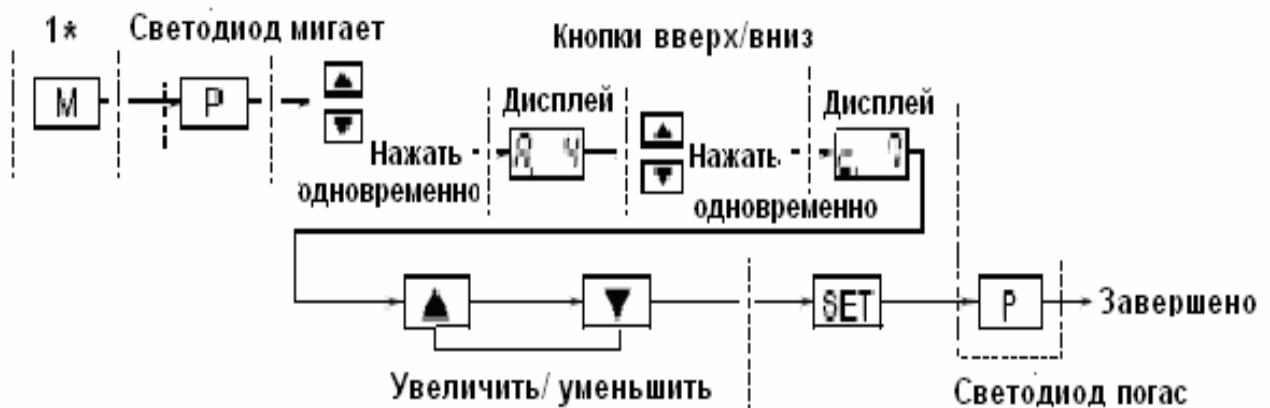 1* Светодиод мигает
Кнопки вверх/вниз
M P
Дисплей
Нажать одновременно
Нажать одновременно
Дисплей
SET P Завершено
Увеличить/ уменьшить
Светодиод погас